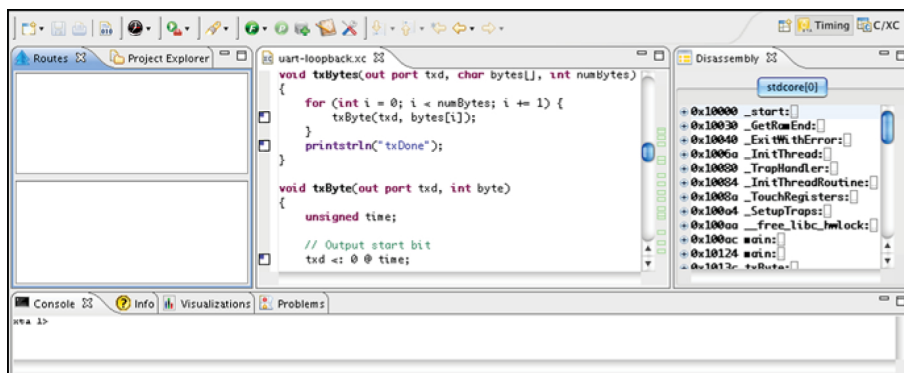 Timing C/XC
Routes Project Explorer
uart-loopback.xc
void txBytes(out port txd, char bytes[], int numBytes)
{
for (int i = 0; i < numBytes; i += 1) {
txByte(txd, bytes[i]);
}
printstrln("txDone");
}
void txByte(out port txd, int byte)
{
unsigned time;
// Output start bit
txd <: 0 @ time;
Disassembly
stdcore[0]
0x10000 _start:
0x10030 _GetRamEnd:
0x10040 _ExitWithError:
0x1006a _InitThread:
0x10080 _TrapHandler:
0x10084 _InitThreadRoutine:
0x1008a _TouchRegisters:
0x100a4 _SetupTraps:
0x100aa __free_libc_hwlock:
0x100ac main:
0x10124 main:
0x1013c txByte:
Console Info Visualizations Problems
xta 1>